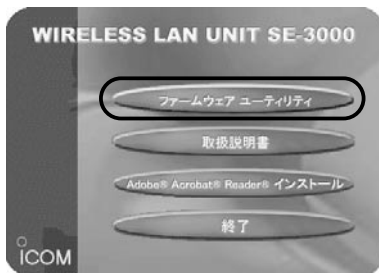 WIRELESS LAN UNIT SE-3000
ファームウェア ユーティリティ
取扱説明書
Adobe® Acrobat® Reader® インストール
終了
ICOM